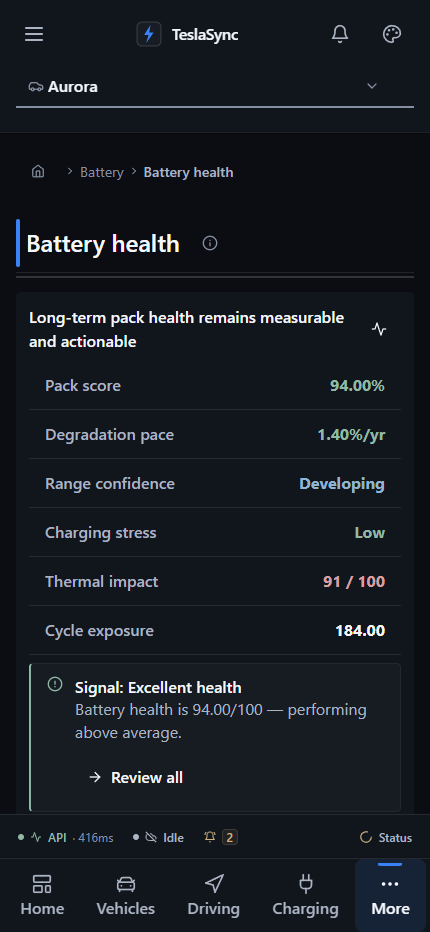 TeslaSync
Aurora
Battery
Battery health
Battery health
Long-term pack health remains measurable
and actionable
Pack score 94.00%
Degradation pace 1.40%/yr
Range confidence Developing
Charging stress Low
Thermal impact 91 / 100
Cycle exposure 184.00
Signal: Excellent health
Battery health is 94.00/100 — performing
above average.
Review all
API · 416ms Idle 2 Status
Home Vehicles Driving Charging More